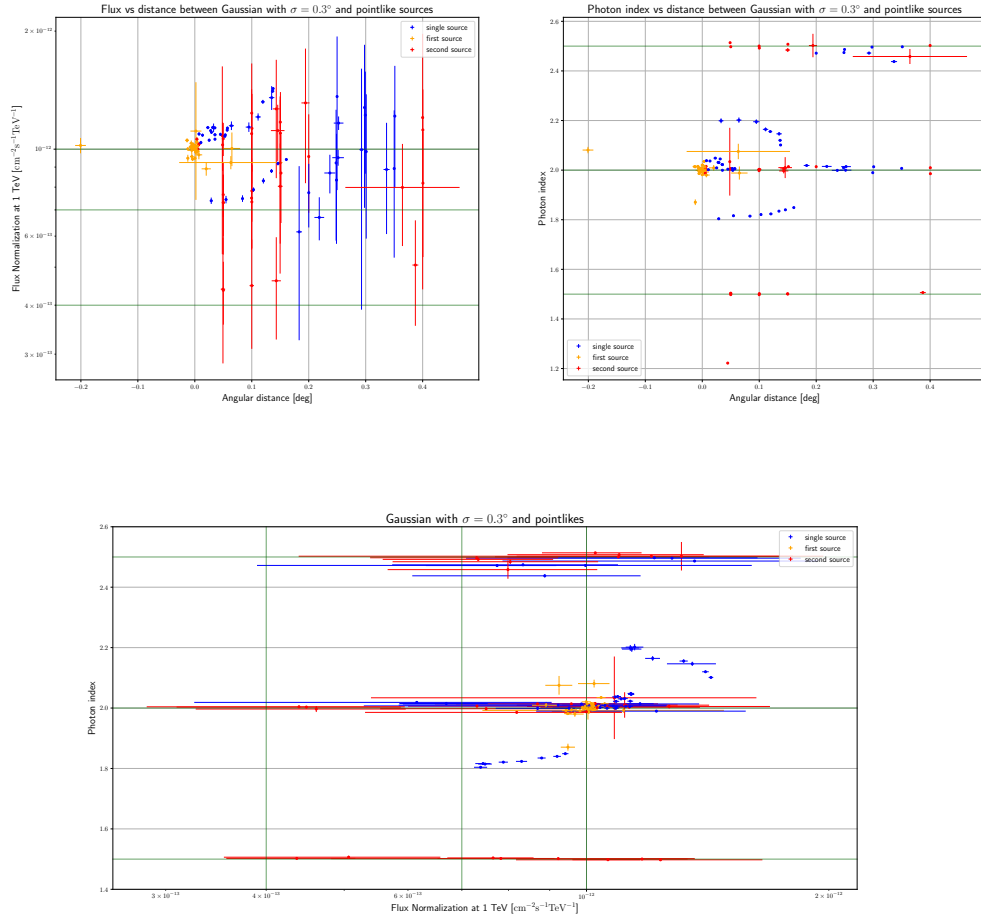 Flux vs distance between Gaussian with σ = 0.3° and pointlike sources
2 × 10⁻¹²
10⁻¹²
6 × 10⁻¹³
4 × 10⁻¹³
3 × 10⁻¹³
Flux Normalization at 1 TeV [cm⁻²s⁻¹TeV⁻¹]
single source
first source
second source
−0.2 −0.1 0.0 0.1 0.2 0.3 0.4
Angular distance [deg]
Photon index vs distance between Gaussian with σ = 0.3° and pointlike sources
2.6
2.4
2.2
2.0
1.8
1.6
1.4
1.2
Photon index
single source
first source
second source
−0.2 −0.1 0.0 0.1 0.2 0.3 0.4
Angular distance [deg]
Gaussian with σ = 0.3° and pointlikes
2.6
2.4
2.2
2.0
1.8
1.6
1.4
Photon index
single source
first source
second source
3 × 10⁻¹³ 4 × 10⁻¹³ 6 × 10⁻¹³ 10⁻¹² 2 × 10⁻¹²
Flux Normalization at 1 TeV [cm⁻²s⁻¹TeV⁻¹]